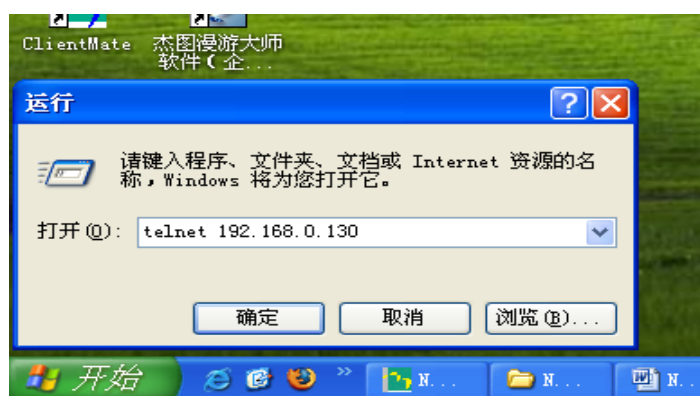 ClientMate 杰图漫游大师
软件(企...
运行
请键入程序、文件夹、文档或 Internet 资源的名
称，Windows 将为您打开它。
打开(O): telnet 192.168.0.130
确定 取消 浏览(B)...
开始 N... N... N..